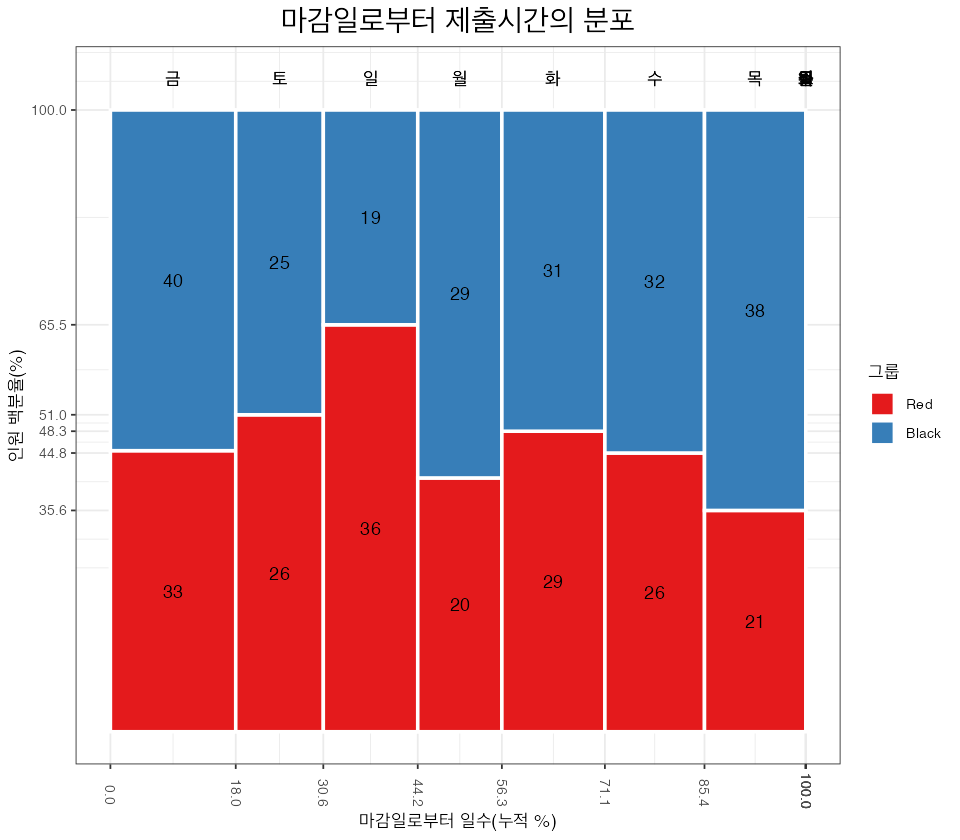 마감일로부터 제출시간의 분포
금 토 일 월 화 수 목
100.0
65.5
51.0
48.3
44.8
35.6
인원 백분율(%)
40 25 19 29 31 32 38
33 26 36 20 29 26 21
그룹
Red
Black
0.0 18.0 30.6 44.2 56.3 71.1 85.4 100.0
마감일로부터 일수(누적 %)